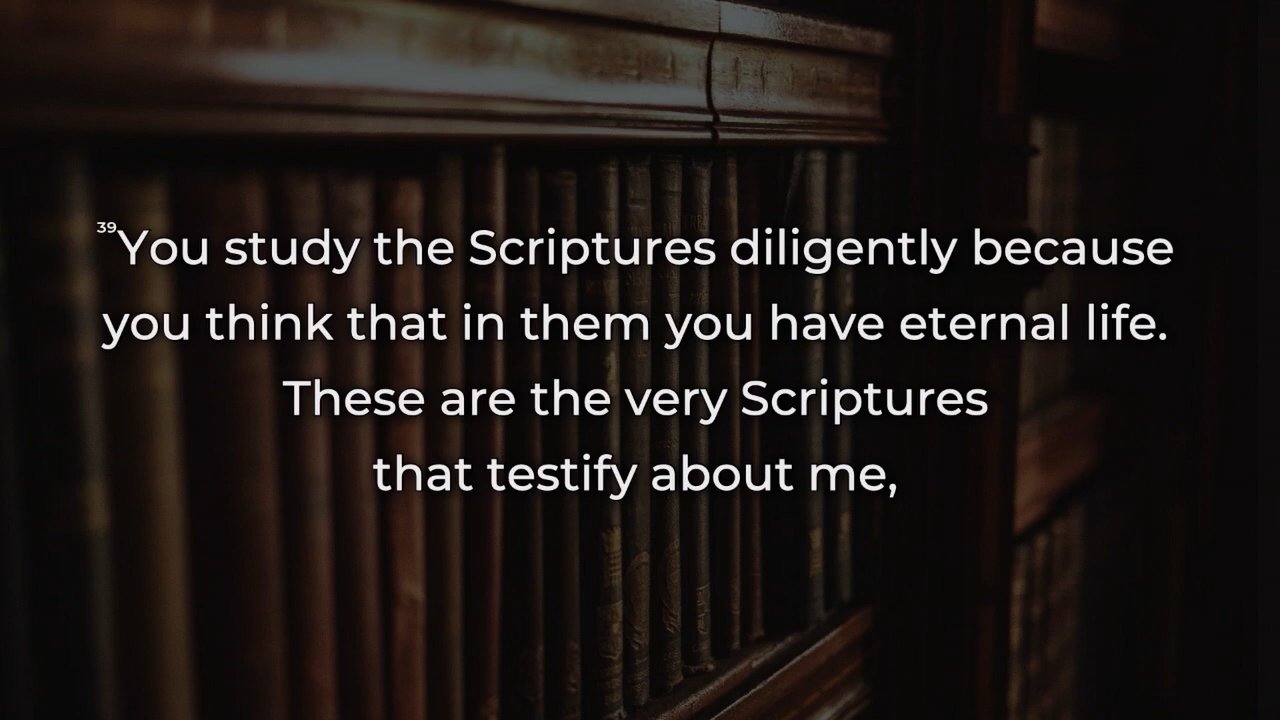 39You study the Scriptures diligently because
you think that in them you have eternal life.
These are the very Scriptures
that testify about me,